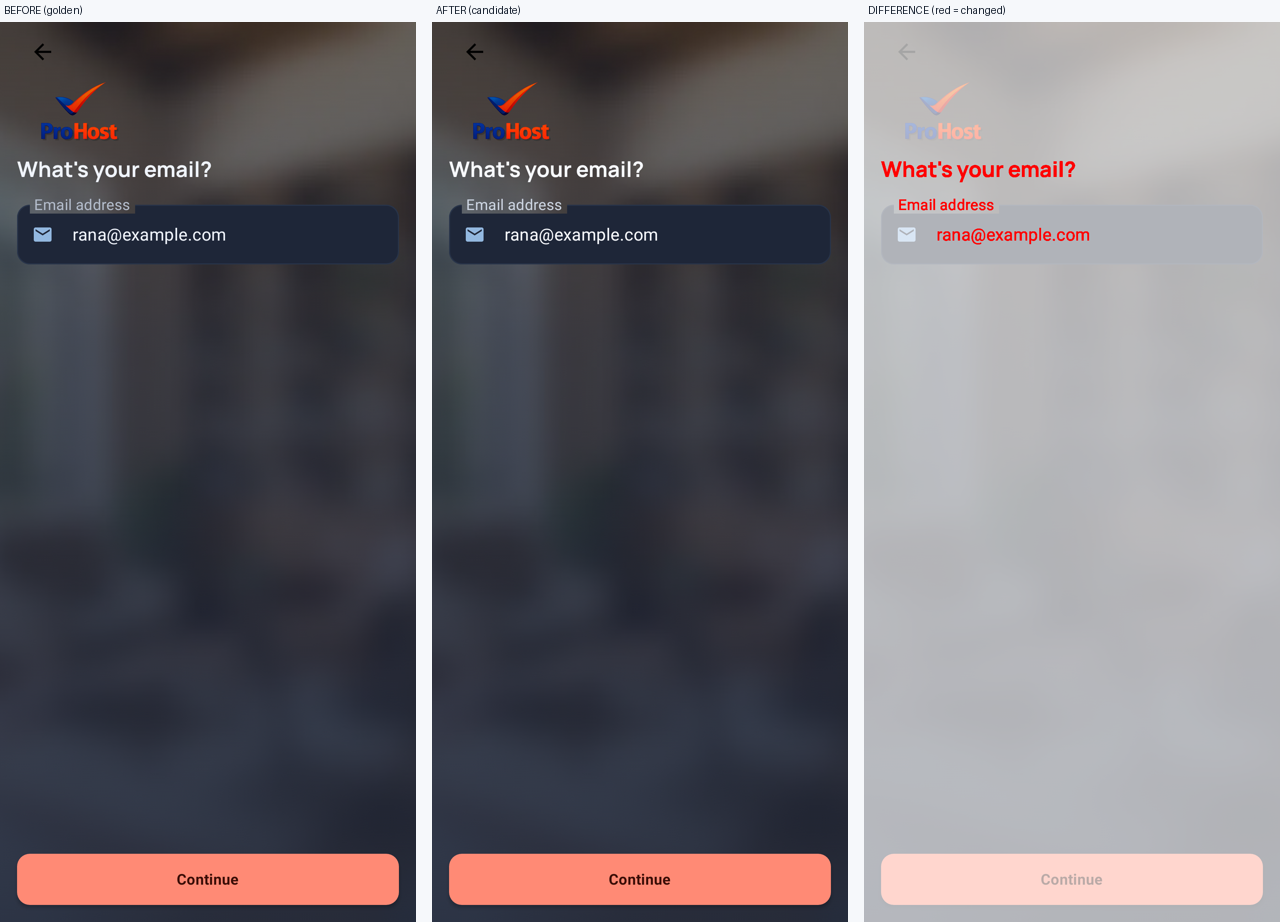 BEFORE (golden)
AFTER (candidate)
DIFFERENCE (red = changed)
ProHost
What's your email?
Email address
rana@example.com
Continue
ProHost
What's your email?
Email address
rana@example.com
Continue
ProHost
What's your email?
Email address
rana@example.com
Continue